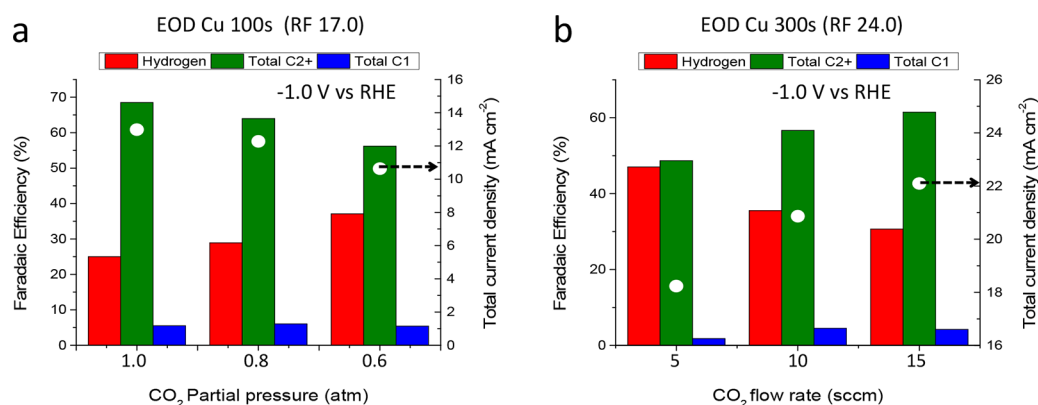 a
EOD Cu 100s (RF 17.0)
Hydrogen Total C2+ Total C1
-1.0 V vs RHE
Faradaic Efficiency (%)
70
60
50
40
30
20
10
0
16
14
12
10
8
6
4
2
0
Total current density (mA cm⁻²)
1.0 0.8 0.6
CO₂ Partial pressure (atm)
b
EOD Cu 300s (RF 24.0)
Hydrogen Total C2+ Total C1
-1.0 V vs RHE
Faradaic Efficiency (%)
60
40
20
0
26
24
22
20
18
16
Total current density (mA cm⁻²)
5 10 15
CO₂ flow rate (sccm)